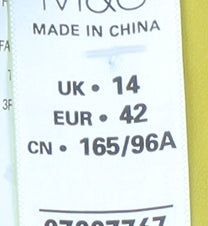 MADE IN CHINA
UK • 14
EUR • 42
CN • 165/96A